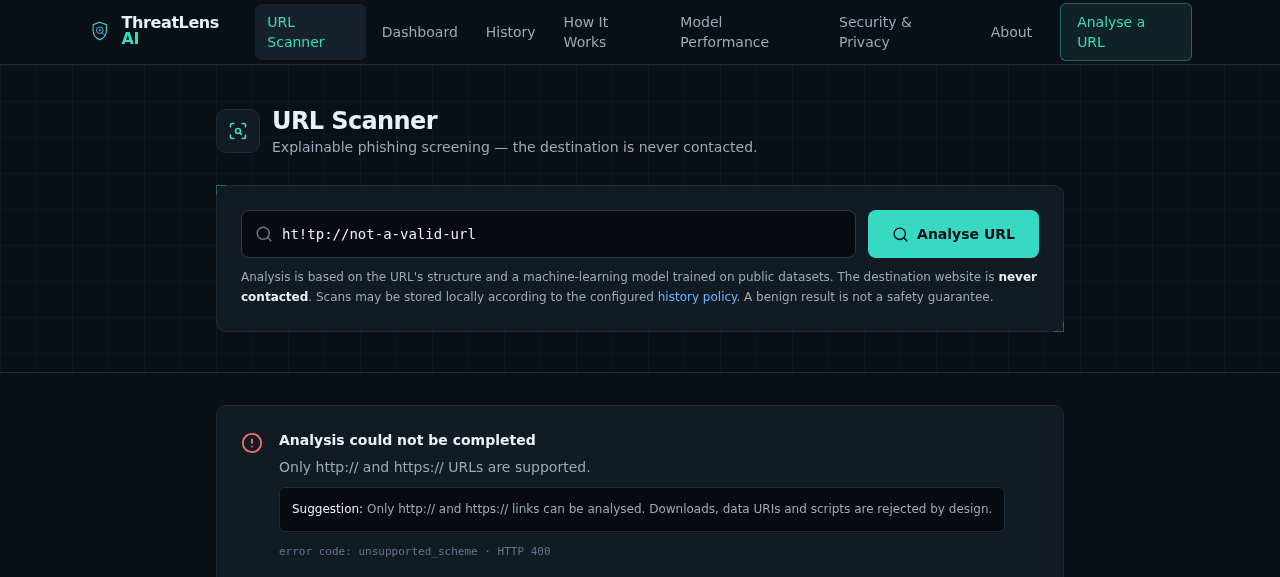 ThreatLens
AI
URL
Scanner
Dashboard
History
How It
Works
Model
Performance
Security &
Privacy
About
Analyse a
URL
URL Scanner
Explainable phishing screening — the destination is never contacted.
ht!tp://not-a-valid-url
Analyse URL
Analysis is based on the URL's structure and a machine-learning model trained on public datasets. The destination website is never
contacted. Scans may be stored locally according to the configured history policy. A benign result is not a safety guarantee.
Analysis could not be completed
Only http:// and https:// URLs are supported.
Suggestion: Only http:// and https:// links can be analysed. Downloads, data URIs and scripts are rejected by design.
error code: unsupported_scheme · HTTP 400